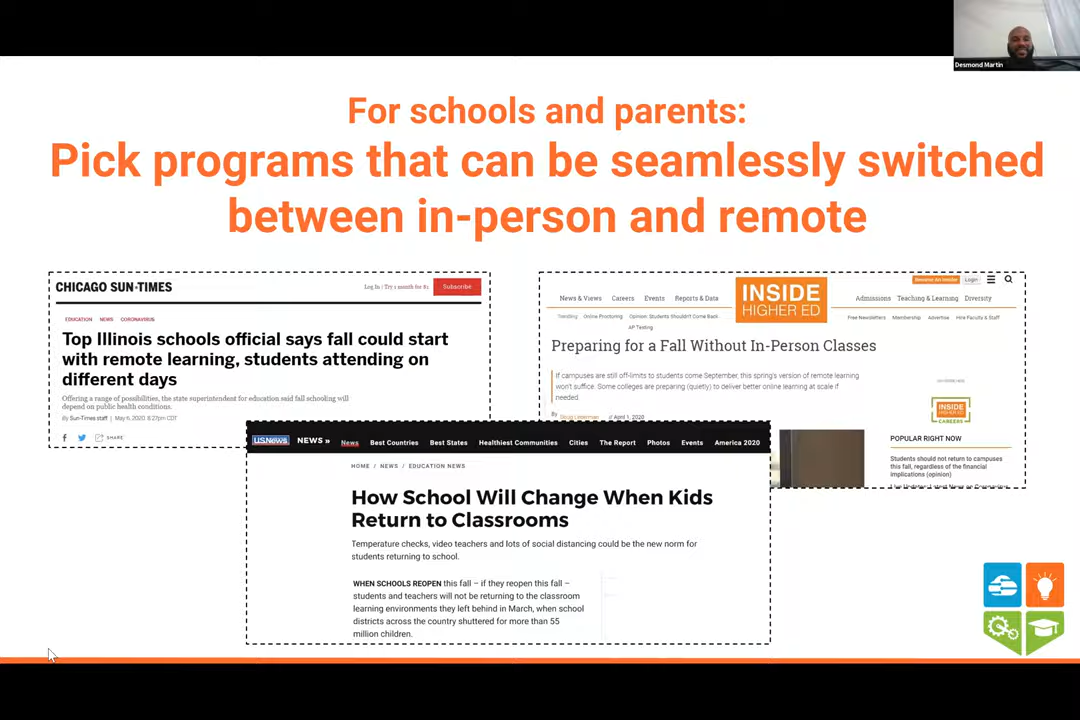 Desmond Martin
For schools and parents:
Pick programs that can be seamlessly switched
between in-person and remote
CHICAGO SUN-TIMES
Log In / Try 1 month for $1
Subscribe
EDUCATION NEWS CORONAVIRUS
Top Illinois schools official says fall could start
with remote learning, students attending on
different days
Offering a range of possibilities, the state superintendent for education said fall schooling will
depend on public health conditions.
By Sun-Times staff | May 6, 2020, 8:27pm CDT
SHARE
Login
News & Views Careers Events Reports & Data
INSIDE
HIGHER ED
Admissions Teaching & Learning Diversity
Trending Online Proctoring Opinion: Students Shouldn't Come Back
AP Testing
Free Newsletters Membership Advertise Hire Faculty & Staff
Preparing for a Fall Without In-Person Classes
If campuses are still off-limits to students come September, this spring's version of remote learning
won't suffice. Some colleges are preparing (quietly) to deliver better online learning at scale if
needed.
By
Doug Lederman // April 1, 2020
INSIDE
HIGHER ED
CAREERS
POPULAR RIGHT NOW
Students should not return to campuses
this fall, regardless of the financial
implications (opinion)
U.S.News NEWS » News Best Countries Best States Healthiest Communities Cities The Report Photos Events America 2020
HOME / NEWS / EDUCATION NEWS
How School Will Change When Kids
Return to Classrooms
Temperature checks, video teachers and lots of social distancing could be the new norm for
students returning to school.
WHEN SCHOOLS REOPEN this fall – if they reopen this fall –
students and teachers will not be returning to the classroom
learning environments they left behind in March, when school
districts across the country shuttered for more than 55
million children.